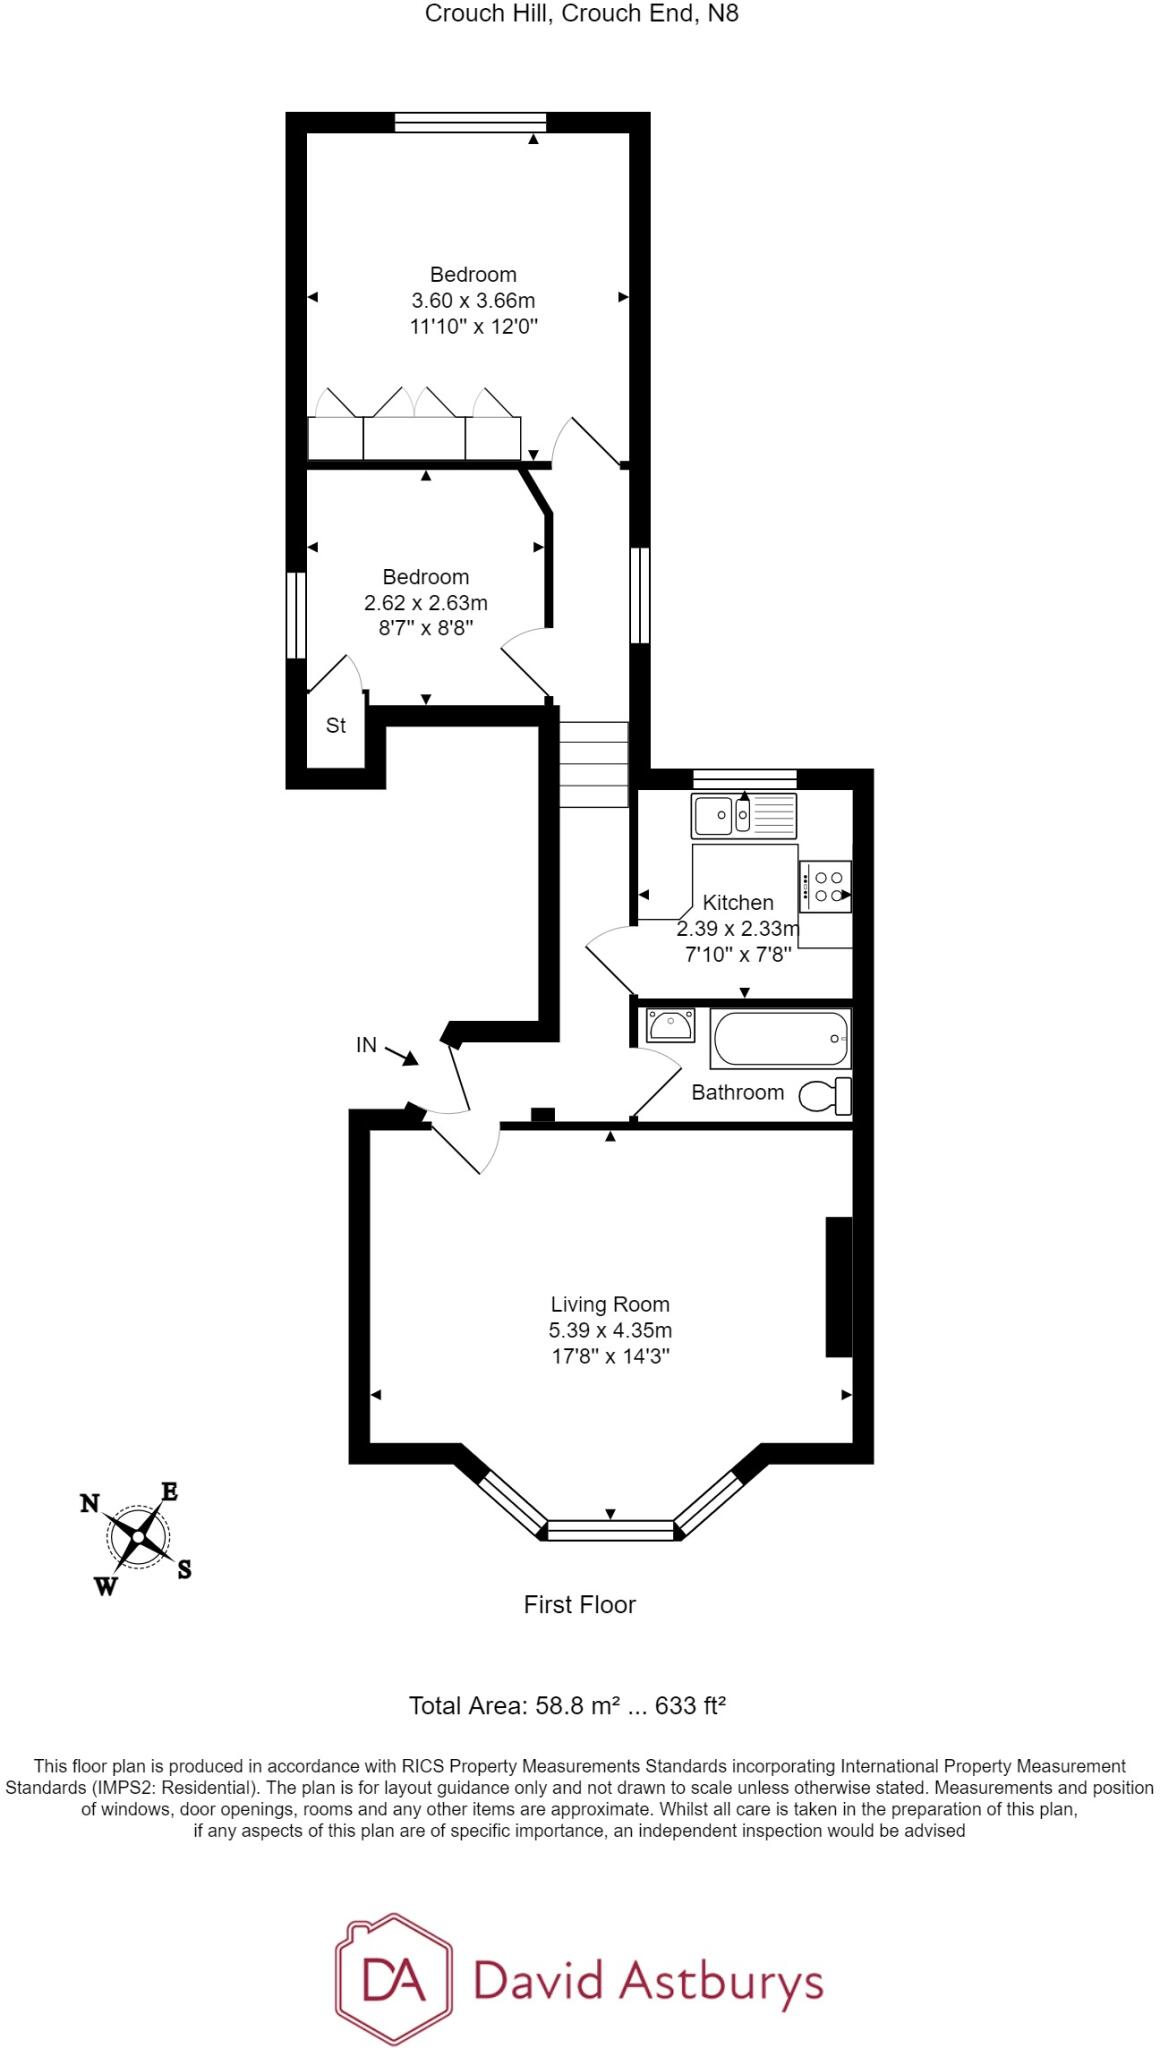 Crouch Hill, Crouch End, N8
Bedroom
3.60 x 3.66m
11'10" x 12'0"
Bedroom
2.62 x 2.63m
8'7" x 8'8"
St
Kitchen
2.39 x 2.33m
7'10" x 7'8"
IN
Bathroom
Living Room
5.39 x 4.35m
17'8" x 14'3"
N
E
W
S
First Floor
Total Area: 58.8 m² ... 633 ft²
This floor plan is produced in accordance with RICS Property Measurements Standards incorporating International Property Measurement
Standards (IMPS2: Residential). The plan is for layout guidance only and not drawn to scale unless otherwise stated. Measurements and position
of windows, door openings, rooms and any other items are approximate. Whilst all care is taken in the preparation of this plan,
if any aspects of this plan are of specific importance, an independent inspection would be advised
DA
David Astburys